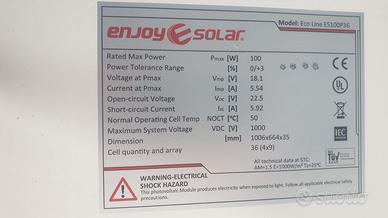 enjoy solar®
Model: Eco Line ES100P36
Rated Max Power Pmax [W] 100
Power Tolerance Range % 0/+3
Voltage at Pmax Vmp [V] 18.1
Current at Pmax Imp [A] 5.54
Open-circuit Voltage Voc [V] 22.5
Short-circuit Current Isc [A] 5.92
Normal Operating Cell Temp NOCT [°C] 50
Maximum System Voltage VDC [V] 1000
Dimension [mm] 1006x664x35
Cell quantity and array 36 (4x9)
CE
IEC
TÜV
WARNING-ELECTRICAL
SHOCK HAZARD
This photovoltaic Module produces electricity when exposed to light. Follow all applicable electrical safety
All technical data at STC:
AM=1.5 E=1000W/m² Tc=25°C
subito